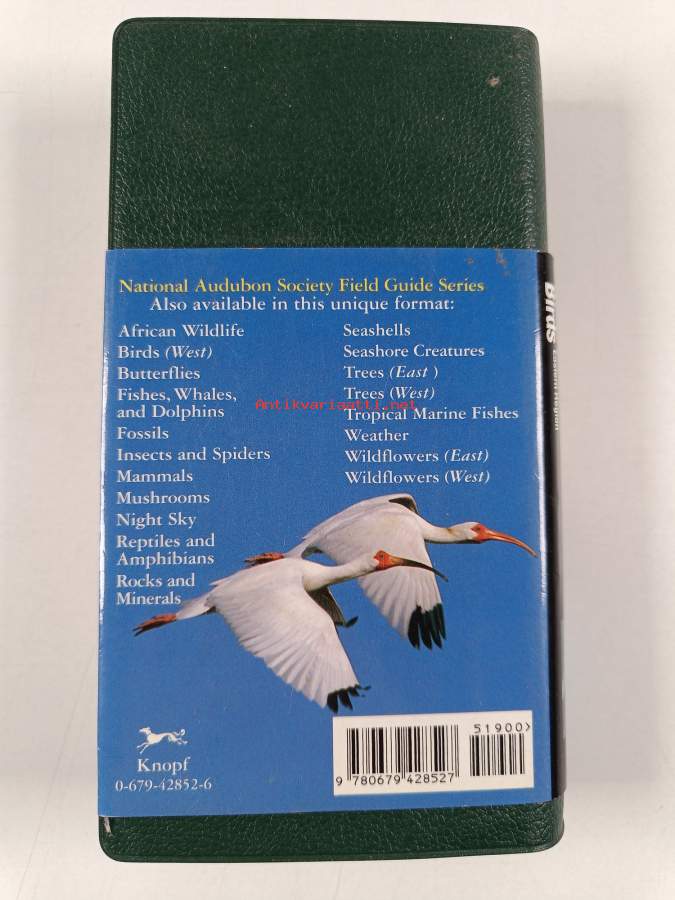 National Audubon Society Field Guide Series
Also available in this unique format:
African Wildlife
Birds (West)
Butterflies
Fishes, Whales,
and Dolphins
Fossils
Insects and Spiders
Mammals
Mushrooms
Night Sky
Reptiles and
Amphibians
Rocks and
Minerals
Seashells
Seashore Creatures
Trees (East )
Trees (West)
Tropical Marine Fishes
Weather
Wildflowers (East)
Wildflowers (West)
Antikvariaatti.net
Birds
Eastern Region
Knopf
0-679-42852-6
51900>
9 780679 428527